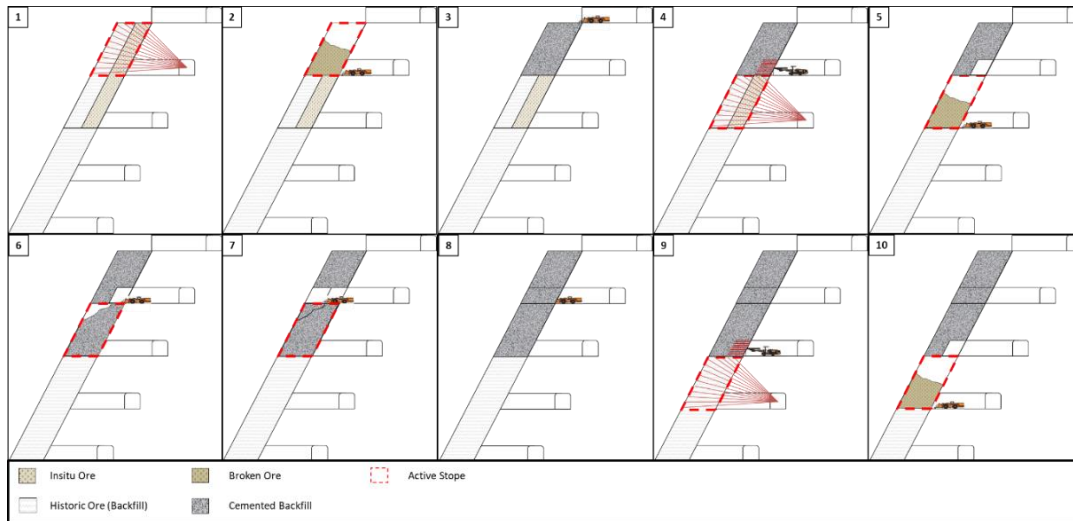 1
2
3
4
5
6
7
8
9
10
Insitu Ore
Broken Ore
Active Stope
Historic Ore (Backfill)
Cemented Backfill